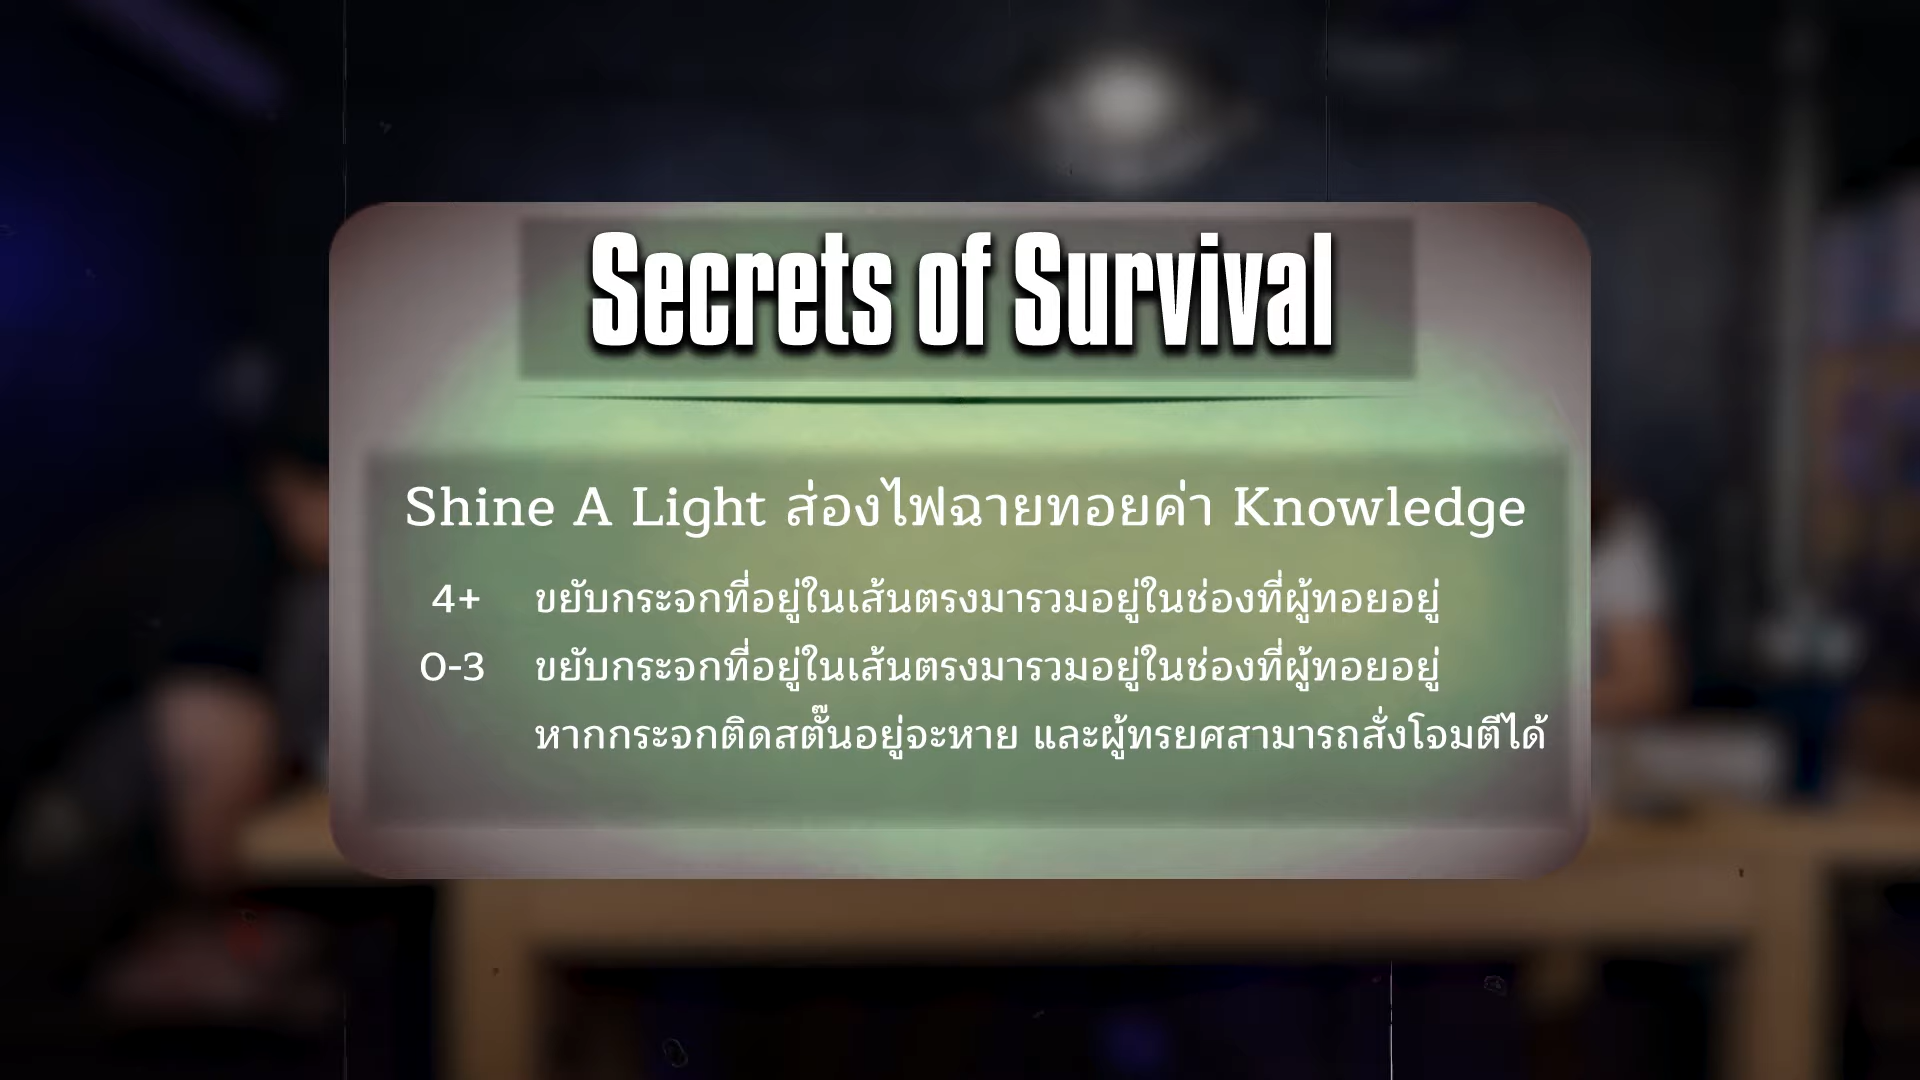 Secrets of Survival
Shine A Light ส่องไฟฉายทอยค่า Knowledge
4+ ขยับกระจกที่อยู่ในเส้นตรงมารวมอยู่ในช่องที่ผู้ทอยอยู่
0-3 ขยับกระจกที่อยู่ในเส้นตรงมารวมอยู่ในช่องที่ผู้ทอยอยู่
หากกระจกติดสตั๊นอยู่จะหาย และผู้ทรยศสามารถสั่งโจมตีได้